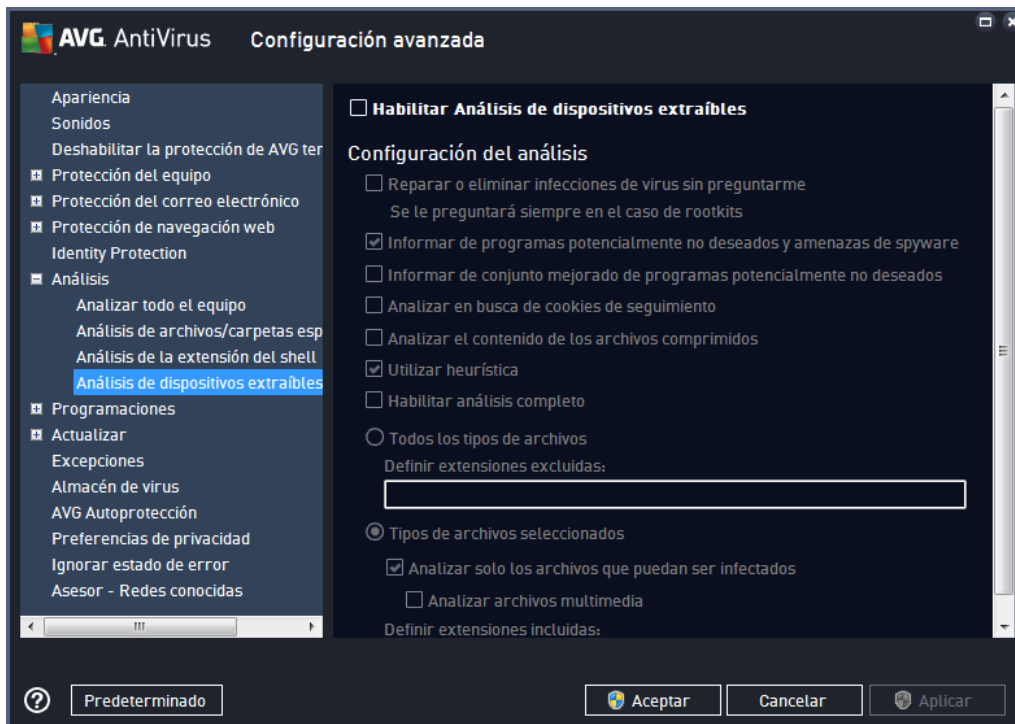 AVG. AntiVirus Configuración avanzada
Apariencia
Sonidos
Deshabilitar la protección de AVG ter
Protección del equipo
Protección del correo electrónico
Protección de navegación web
Identity Protection
Análisis
Analizar todo el equipo
Análisis de archivos/carpetas esp
Análisis de la extensión del shell
Análisis de dispositivos extraíbles
Programaciones
Actualizar
Excepciones
Almacén de virus
AVG Autoprotección
Preferencias de privacidad
Ignorar estado de error
Asesor - Redes conocidas
Habilitar Análisis de dispositivos extraíbles
Configuración del análisis
Reparar o eliminar infecciones de virus sin preguntarme
Se le preguntará siempre en el caso de rootkits
Informar de programas potencialmente no deseados y amenazas de spyware
Informar de conjunto mejorado de programas potencialmente no deseados
Analizar en busca de cookies de seguimiento
Analizar el contenido de los archivos comprimidos
Utilizar heurística
Habilitar análisis completo
Todos los tipos de archivos
Definir extensiones excluidas:
Tipos de archivos seleccionados
Analizar solo los archivos que puedan ser infectados
Analizar archivos multimedia
Definir extensiones incluidas:
? Predeterminado Aceptar Cancelar Aplicar